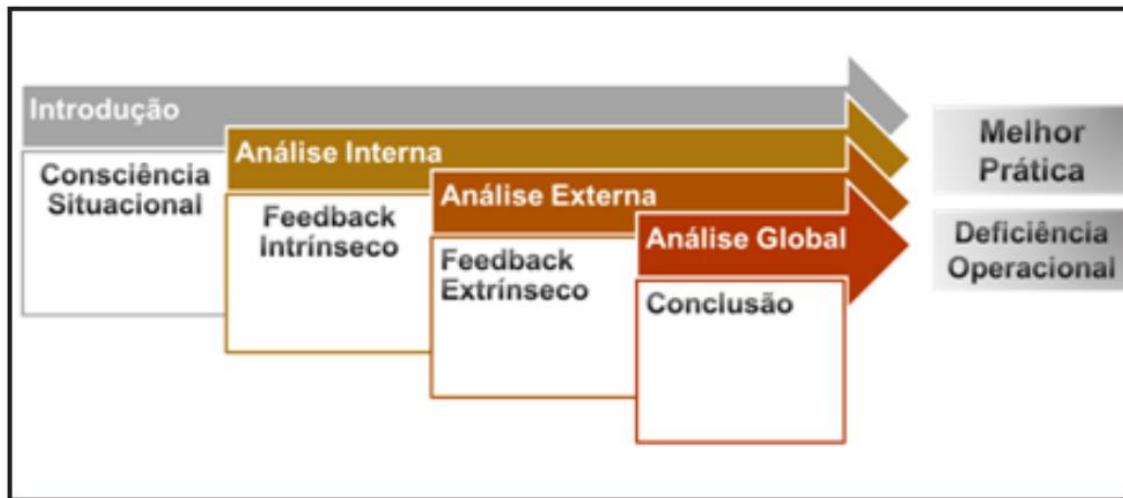 Introdução
Consciência
Situacional
Análise Interna
Feedback
Intrínseco
Análise Externa
Feedback
Extrínseco
Análise Global
Conclusão
Melhor
Prática
Deficiência
Operacional